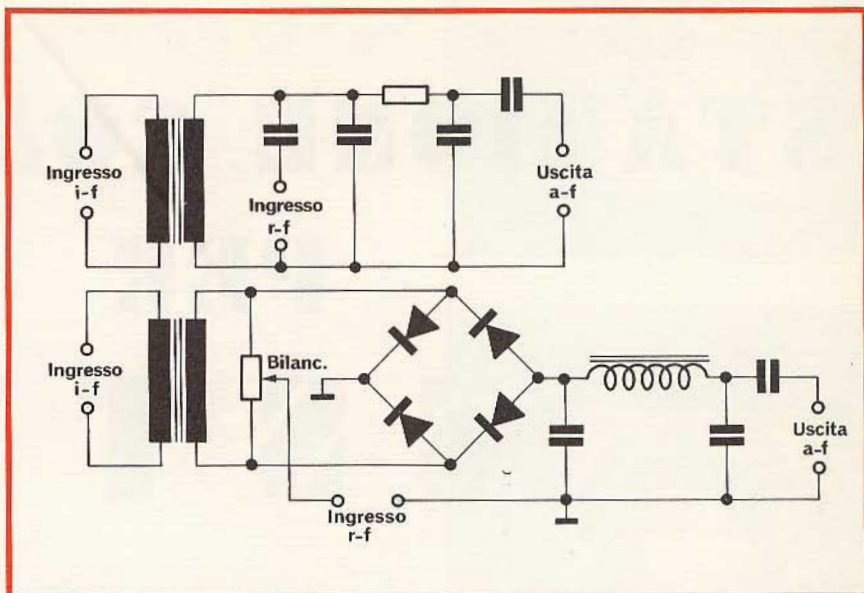 Ingresso
i-f
Ingresso
r-f
Uscita
a-f
Ingresso
i-f
Bilanc.
Ingresso
r-f
Uscita
a-f